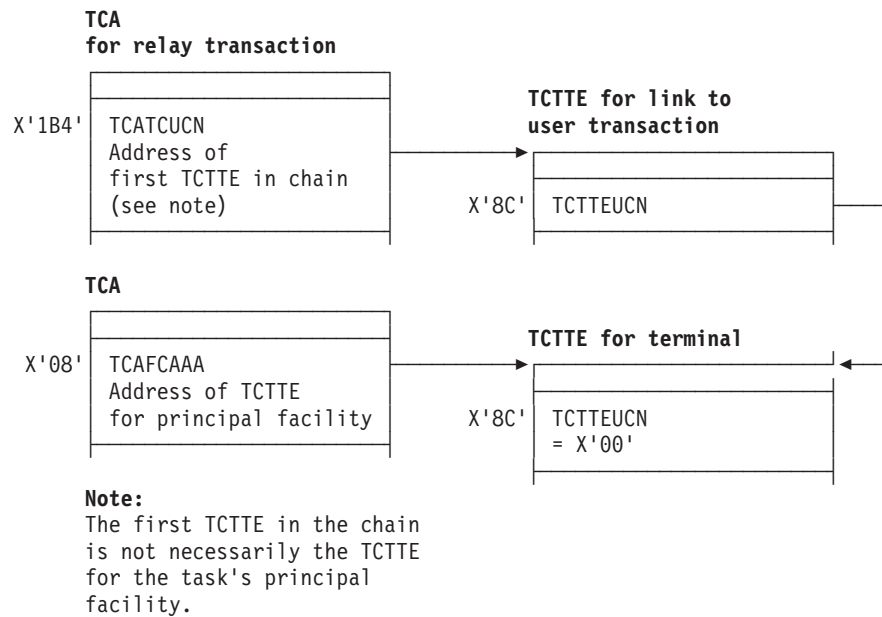 TCA
for relay transaction
TCTTE for link to
user transaction
X'1B4' TCATCUCN
Address of
first TCTTE in chain
(see note)
X'8C' TCTTEUCN
TCA
TCTTE for terminal
X'08' TCAFCAAA
Address of TCTTE
for principal facility
X'8C' TCTTEUCN
= X'00'
Note:
The first TCTTE in the chain
is not necessarily the TCTTE
for the task's principal
facility.